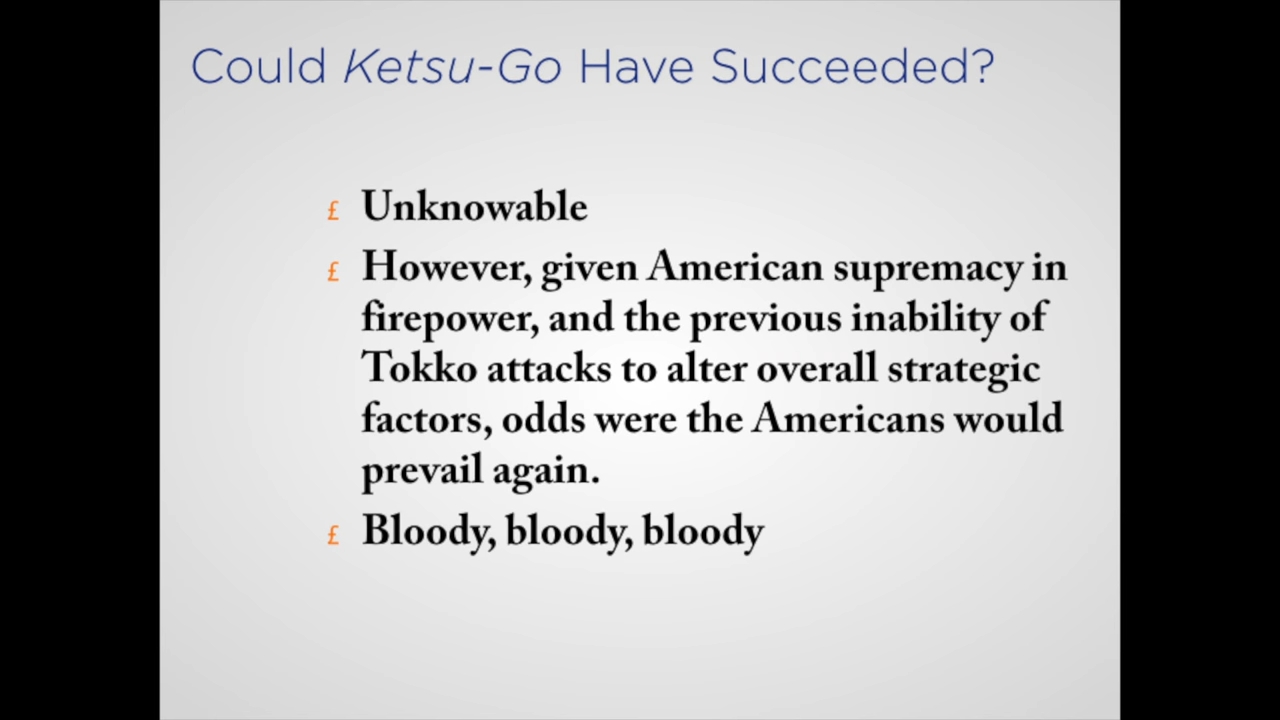 Could Ketsu-Go Have Succeeded?
£ Unknowable
£ However, given American supremacy in
firepower, and the previous inability of
Tokko attacks to alter overall strategic
factors, odds were the Americans would
prevail again.
£ Bloody, bloody, bloody